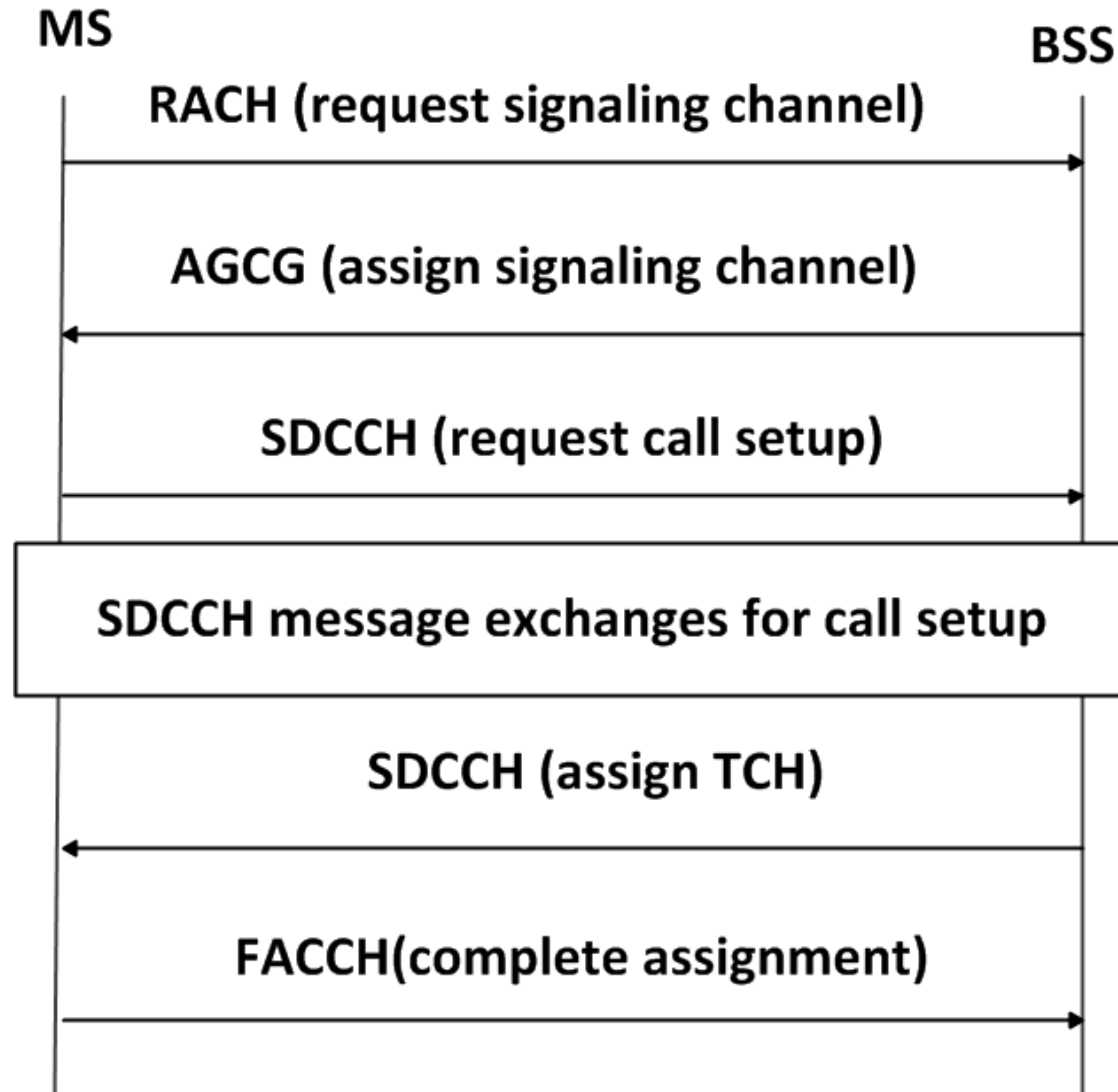 MS
BSS
RACH (request signaling channel)
AGCG (assign signaling channel)
SDCCH (request call setup)
SDCCH message exchanges for call setup
SDCCH (assign TCH)
FACCH(complete assignment)